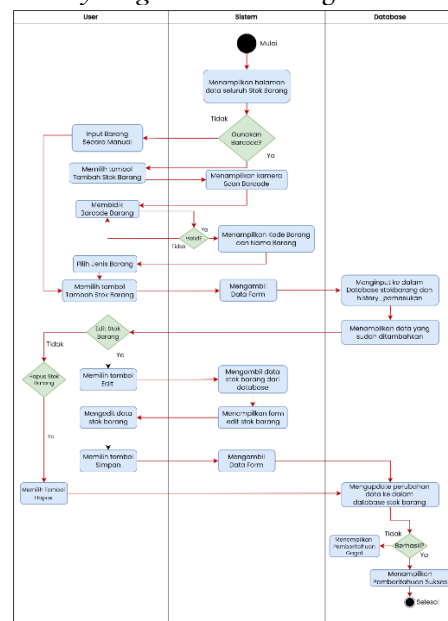 User
Sistem
Database
Mulai
Menampilkan halaman
data seluruh Stok Barang
Tidak
Input Barang
Secara Manual
Gunakan
Barcode?
Ya
Memilih tombol
Tambah Stok Barang
Menampilkan kamera
Scan Barcode
Membidik
Barcode Barang
Ya
Valid?
Tidak
Menampilkan Kode Barang
dan Nama Barang
Pilih Jenis Barang
Memilih tombol
Tambah Stok Barang
Mengambil
Data Form
Menginput ke dalam
Database stokbarang dan
history_pemasukan
Edit Stok
Barang
Menampilkan data yang
sudah ditambahkan
Tidak
Ya
Hapus Stok
Barang
Memilih tombol
Edit
Mengambil data
stok barang dari
database
Mengedit data
stok barang
Menampilkan form
edit stok barang
Ya
Memilih tombol
Simpan
Mengambil
Data Form
Memilih Tombol
Hapus
Mengupdate perubahan
data ke dalam
database stok barang
Tidak
Menampilkan
Pemberitahuan
Gagal
Berhasil?
Ya
Menampilkan
Pemberitahuan Sukses
Selesai